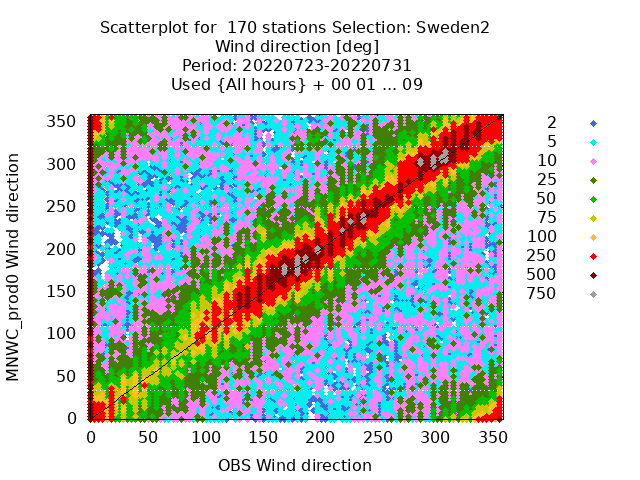 Scatterplot for  170 stations Selection: Sweden2
Wind direction [deg]
Period: 20220723-20220731
Used {All hours} + 00 01 ... 09
MNWC_prod0 Wind direction
350
300
250
200
150
100
50
0
0 50 100 150 200 250 300 350
OBS Wind direction
2
5
10
25
50
75
100
250
500
750